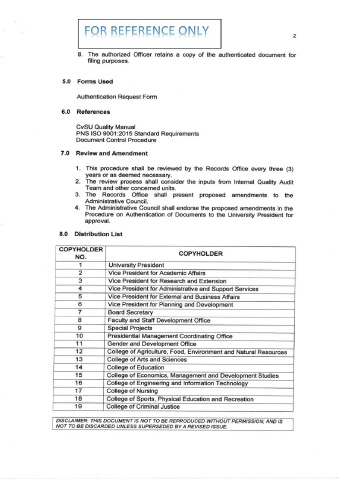 FOR REFERENCE ONLY
2
8. The authorized Officer retains a copy of the authenticated document for
filing purposes.
5.0 Forms Used
Authentication Request Form
6.0 References
CvSU Quality Manual
PNS ISO 9001:2015 Standard Requirements
Document Control Procedure
7.0 Review and Amendment
1. This procedure shall be reviewed by the Records Office every three (3)
years or as deemed necessary.
2. The review process shall consider the inputs from Internal Quality Audit
Team and other concerned units.
3. The Records Office shall present proposed amendments to the
Administrative Council.
4. The Administrative Council shall endorse the proposed amendments in the
Procedure on Authentication of Documents to the University President for
approval.
8.0 Distribution List
COPYHOLDER NO. COPYHOLDER
1 University President
2 Vice President for Academic Affairs
3 Vice President for Research and Extension
4 Vice President for Administrative and Support Services
5 Vice President for External and Business Affairs
6 Vice President for Planning and Development
7 Board Secretary
8 Faculty and Staff Development Office
9 Special Projects
10 Presidential Management Coordinating Office
11 Gender and Development Office
12 College of Agriculture, Food, Environment and Natural Resources
13 College of Arts and Sciences
14 College of Education
15 College of Economics, Management and Development Studies
16 College of Engineering and Information Technology
17 College of Nursing
18 College of Sports, Physical Education and Recreation
19 College of Criminal Justice
DISCLAIMER: THIS DOCUMENT IS NOT TO BE REPRODUCED WITHOUT PERMISSION, AND IS
NOT TO BE DISCARDED UNLESS SUPERSEDED BY A REVISED ISSUE.